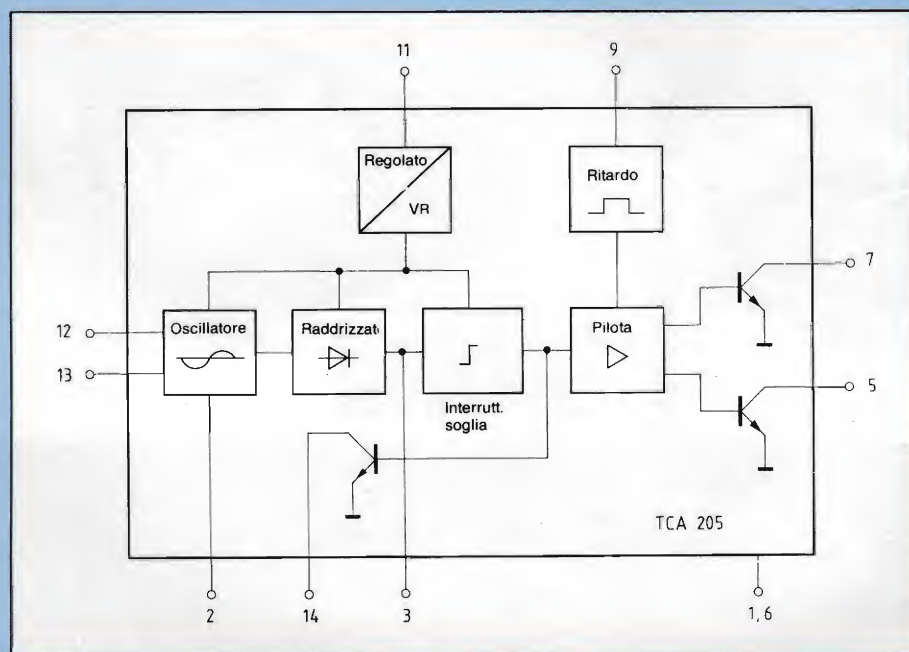 11
9
Regolato
VR
Ritardo
7
12
13
Oscillatore
Raddrizzato
Interrutt.
soglia
Pilota
5
TCA 205
2
14
3
1, 6